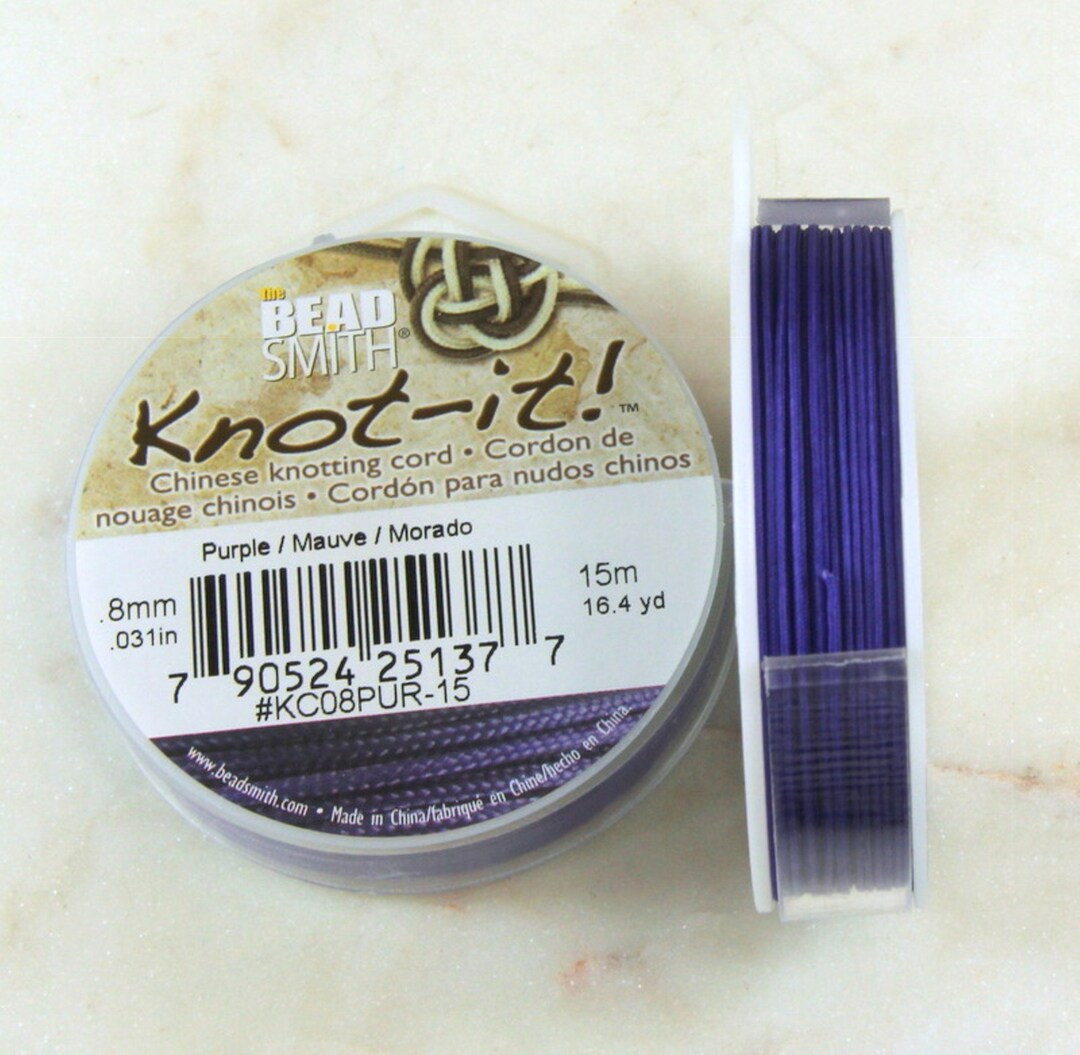 the
BEAD
SMITH®
Knot-it!™
Chinese knotting cord • Cordon de
nouage chinois • Cordón para nudos chinos
Purple / Mauve / Morado
.8mm
.031in
15m
16.4 yd
7 90524 25137 7
#KC08PUR-15
www.beadsmith.com • Made in China/fabriqué en Chine/hecho en China.